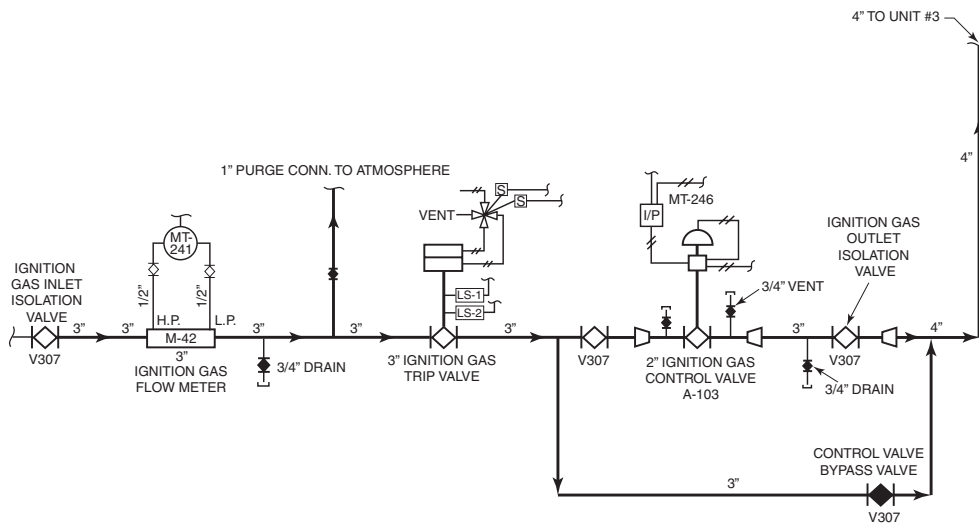 4” TO UNIT #3
4”
1” PURGE CONN. TO ATMOSPHERE
S
S
VENT
MT-246
I/P
MT-
241
IGNITION GAS
OUTLET
ISOLATION
VALVE
IGNITION
GAS INLET
ISOLATION
VALVE
1/2”
1/2”
LS-1
LS-2
3/4” VENT
H.P.
L.P.
3”
3”
M-42
3”
3”
3”
3”
4”
V307
3”
IGNITION GAS
FLOW METER
3/4” DRAIN
3” IGNITION GAS
TRIP VALVE
V307
2” IGNITION GAS
CONTROL VALVE
A-103
V307
3/4” DRAIN
CONTROL VALVE
BYPASS VALVE
3”
V307